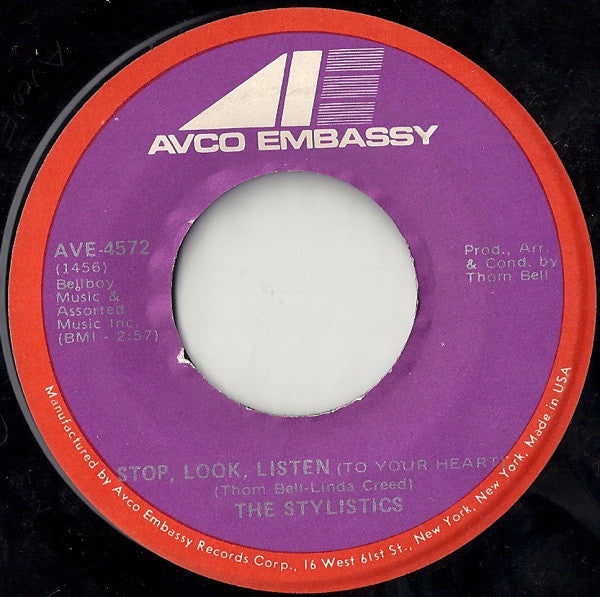 AVCO EMBASSY
AVE-4572
(1456)
Bellboy
Music &
Assorted
Music Inc.
(BMI - 2:57)
Prod., Arr.
& Cond. by
Thom Bell
STOP, LOOK, LISTEN (TO YOUR HEART)
(Thom Bell-Linda Creed)
THE STYLISTICS
Manufactured by Avco Embassy Records Corp., 16 West 61st St., New York, New York, Made in USA